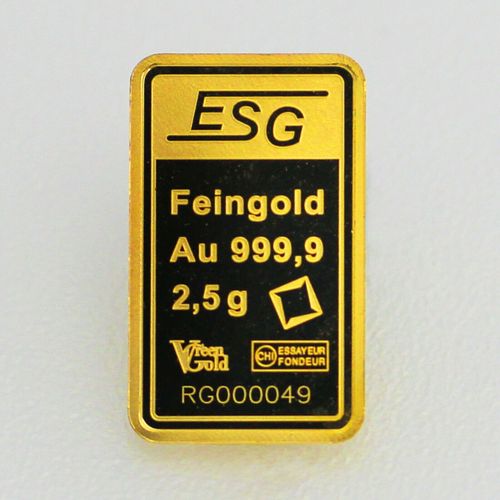 ESG
Feingold
Au 999,9
2,5 g
Green Gold
CHI ESSAYEUR FONDEUR
RG000049